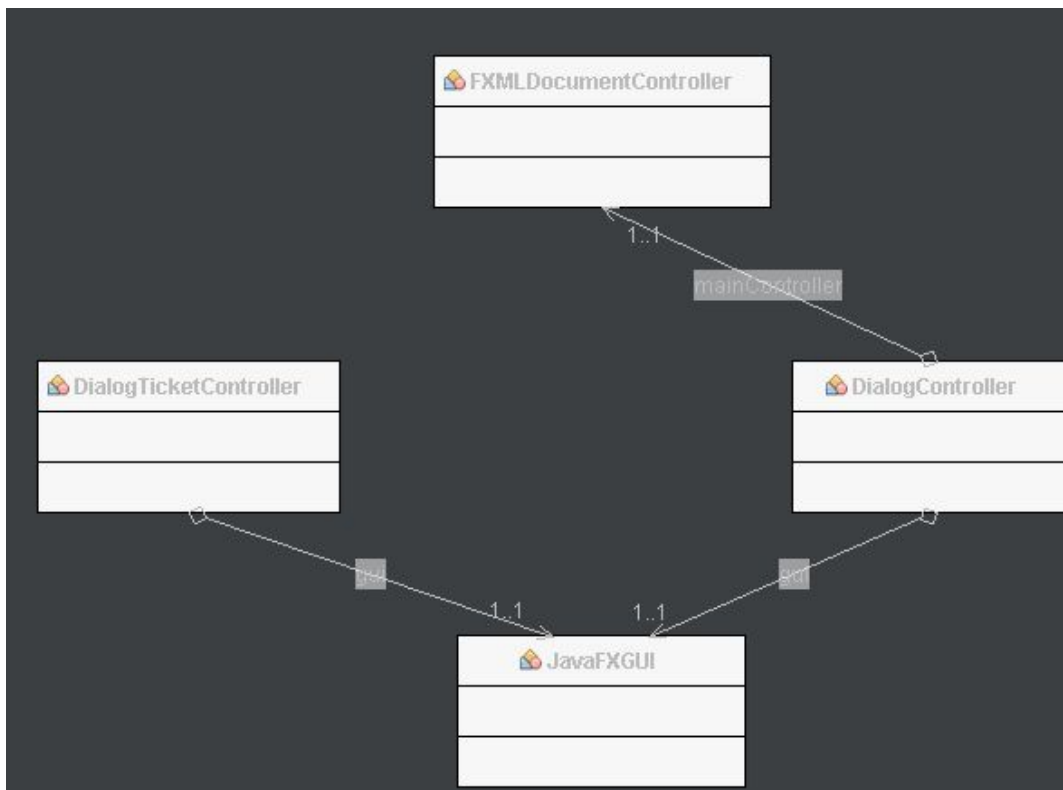 FXMLDocumentController
1..1
mainController
DialogTicketController
DialogController
gui
gui
1..1
1..1
JavaFXGUI